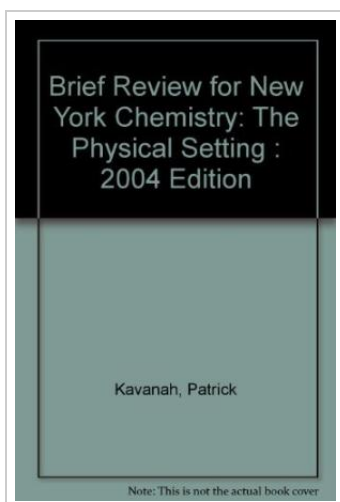 Brief Review for New
York Chemistry: The
Physical Setting :
2004 Edition
Kavanah, Patrick
Note: This is not the actual book cover